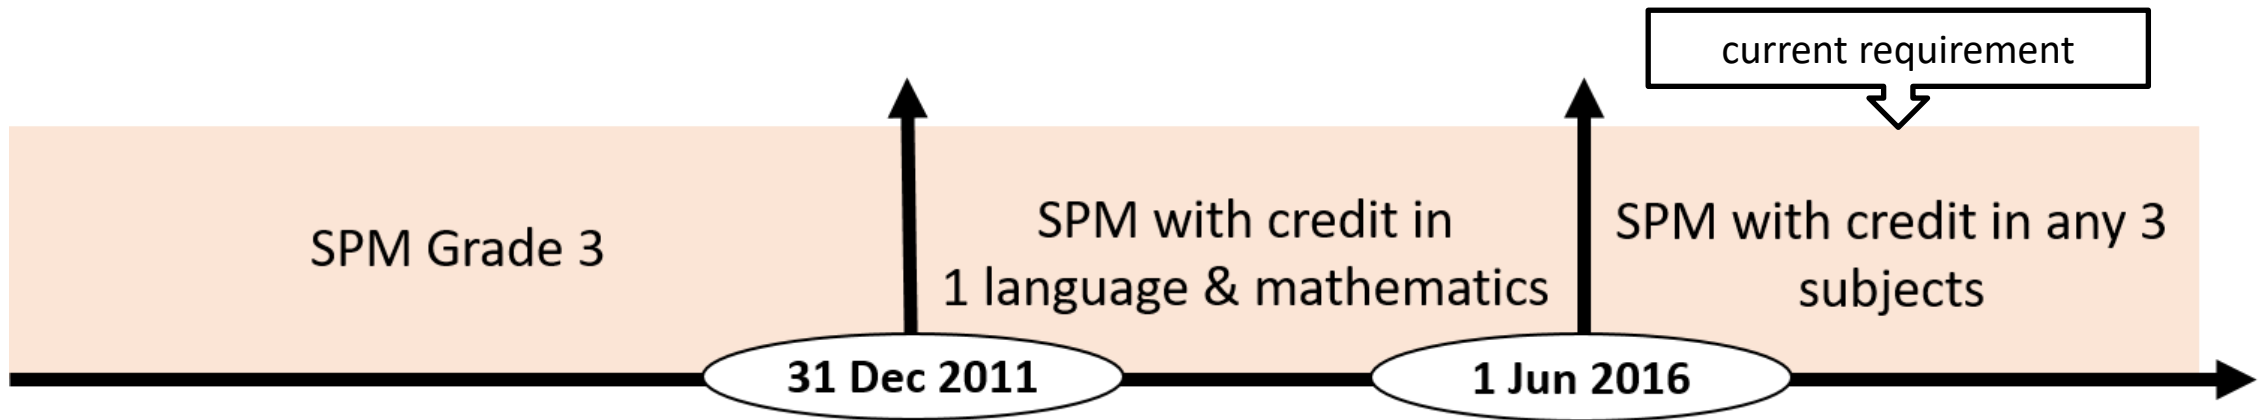 current requirement
SPM Grade 3
SPM with credit in
1 language & mathematics
SPM with credit in any 3
subjects
31 Dec 2011
1 Jun 2016